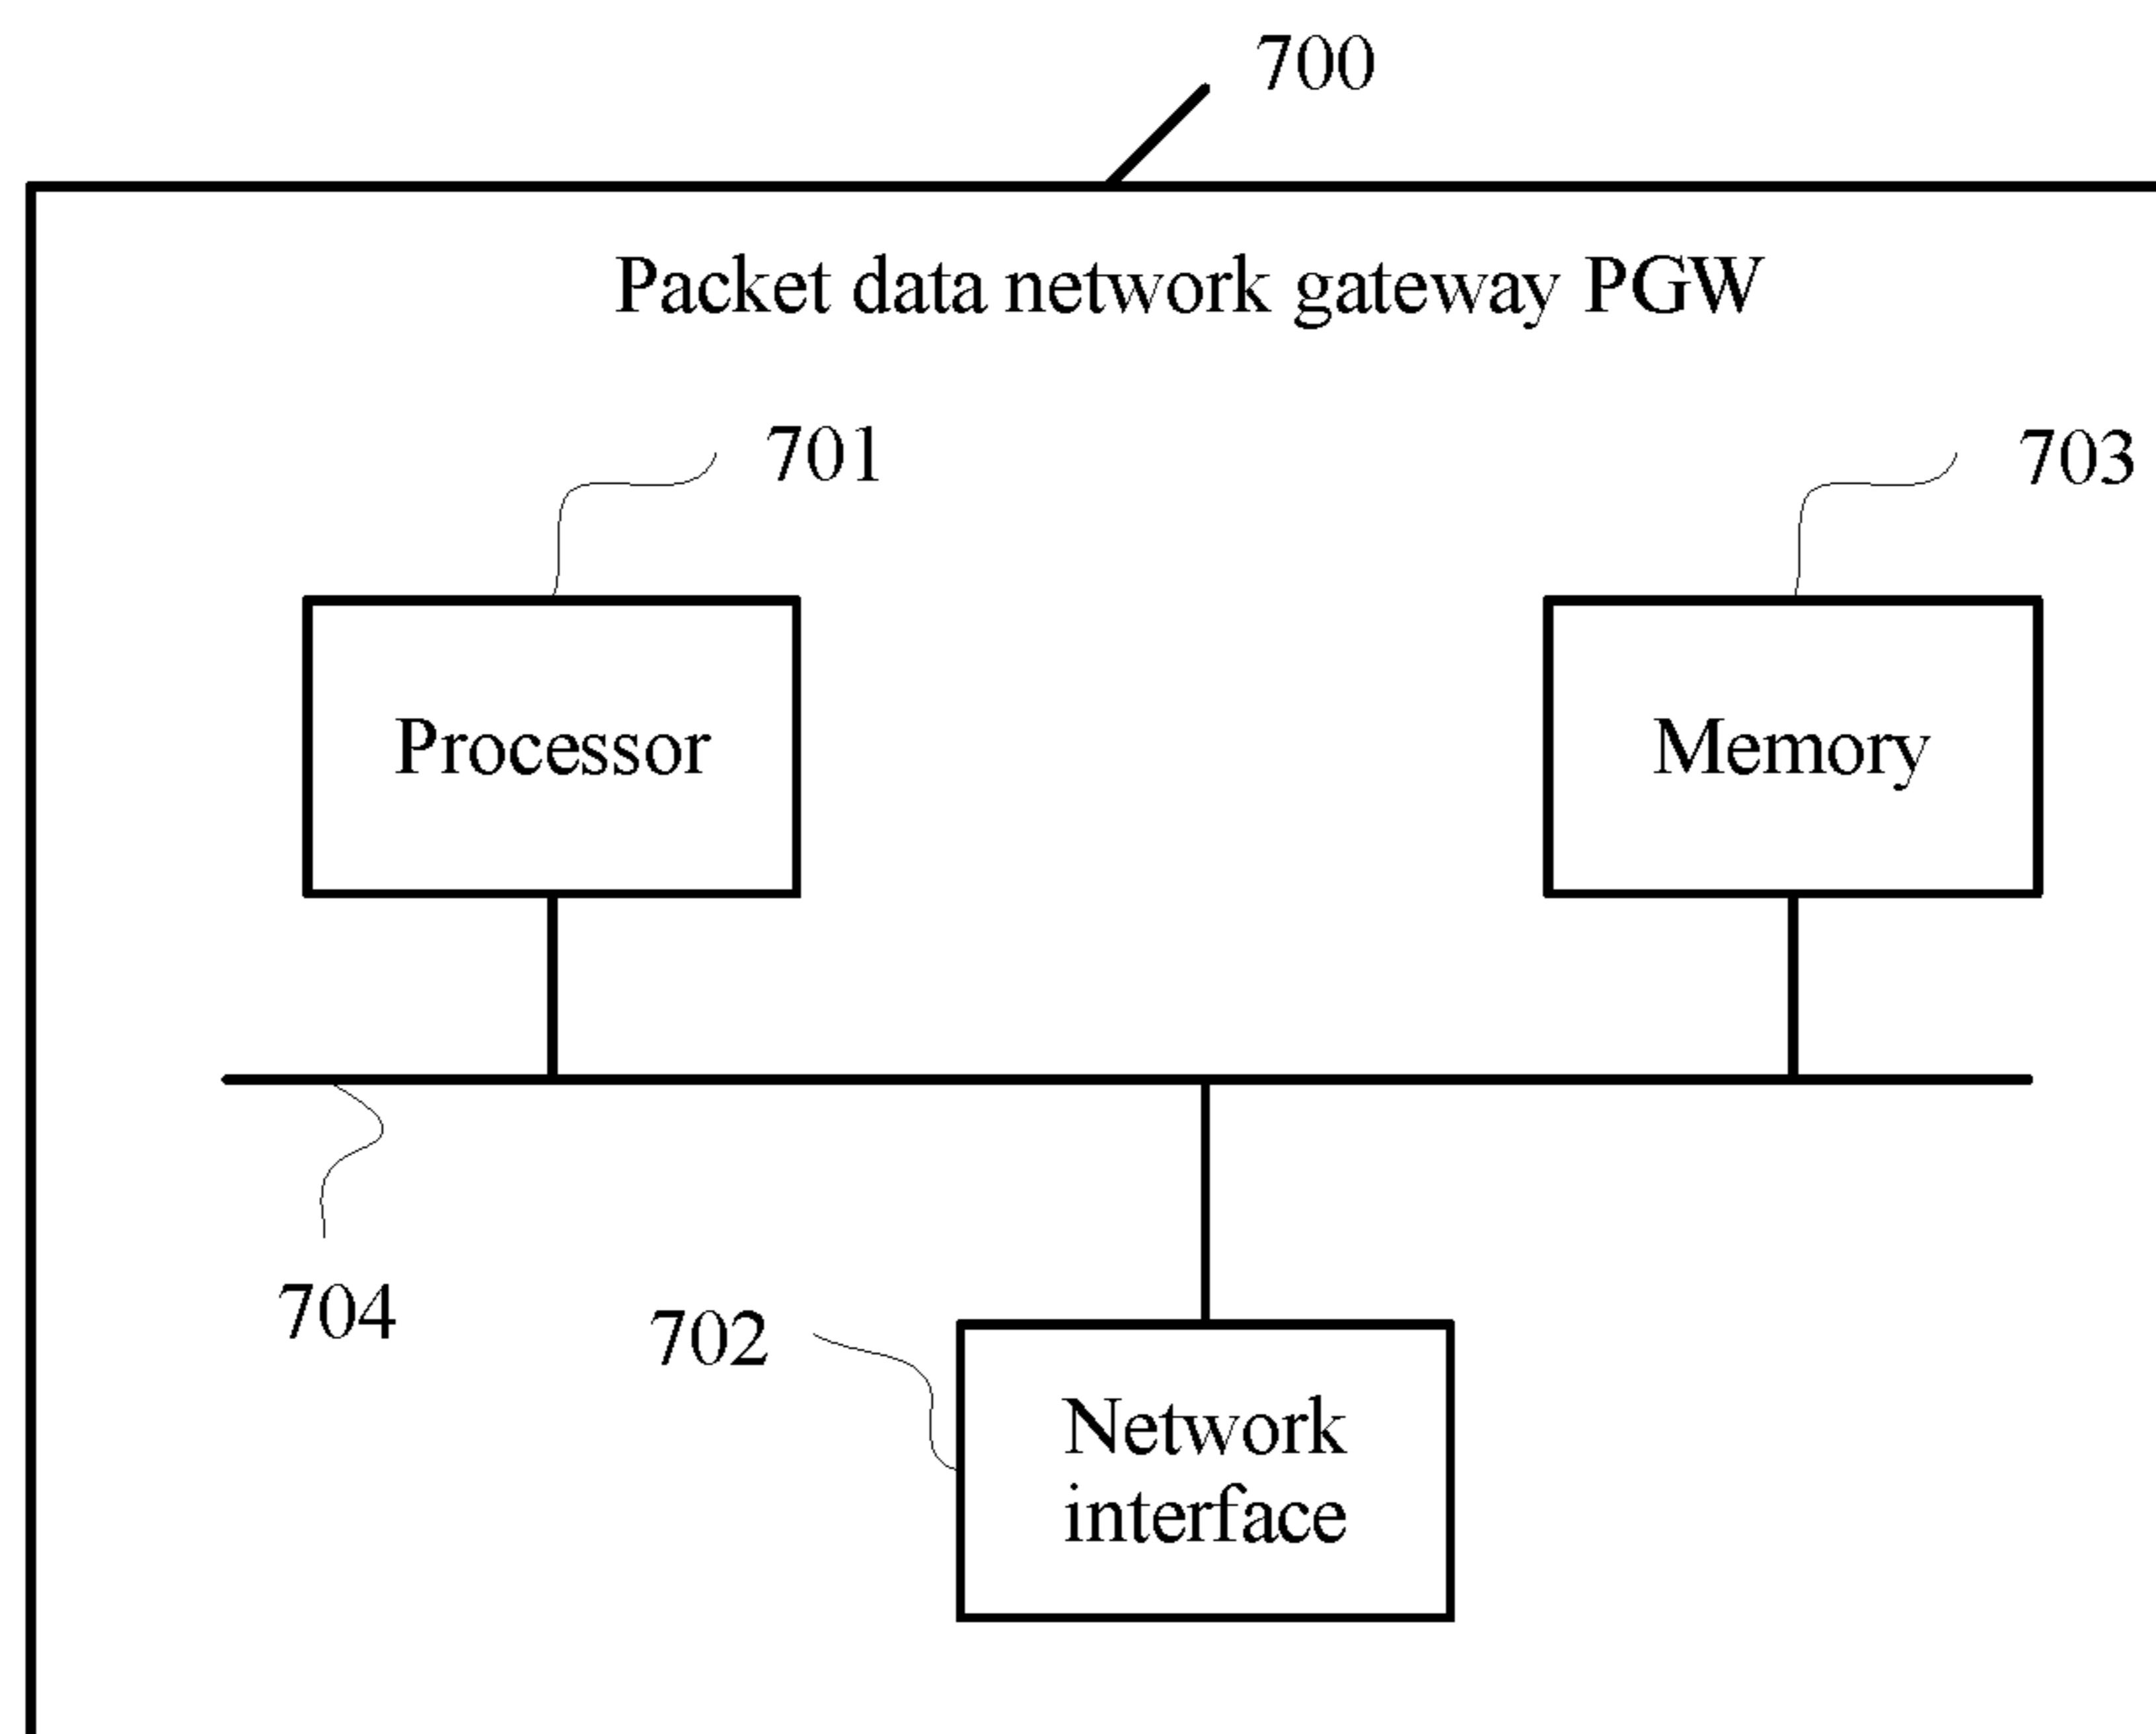 700
Packet data network gateway PGW
701
703
Processor
Memory
704
702
Network
interface